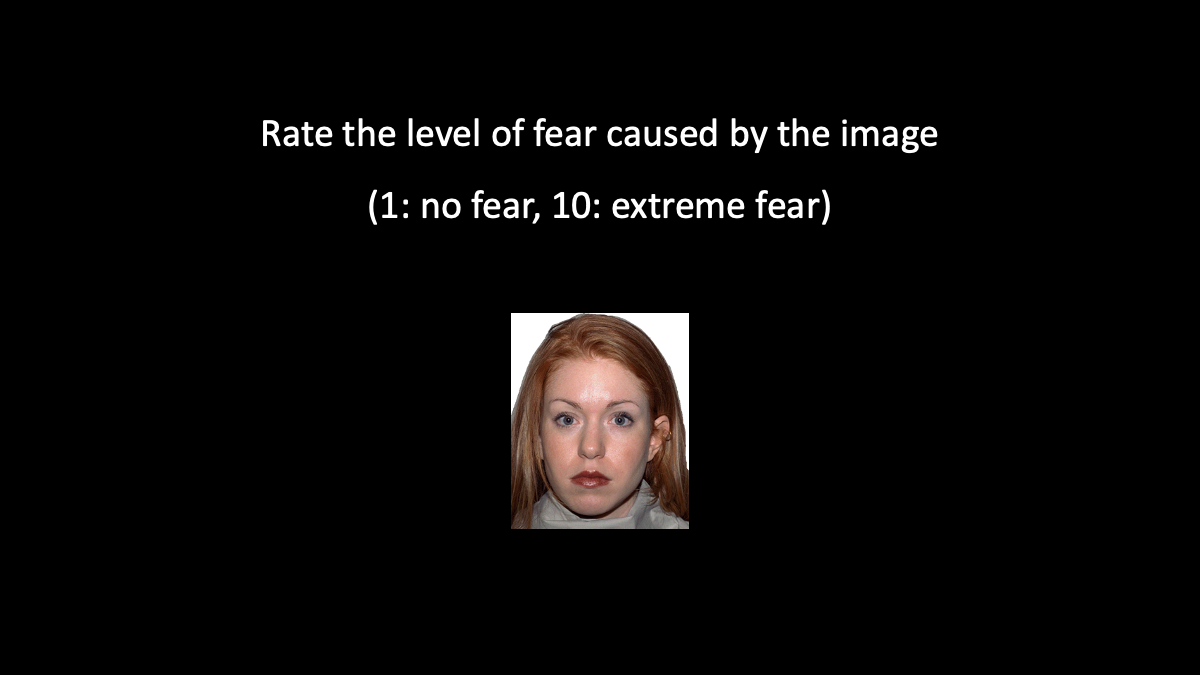 Rate the level of fear caused by the image
(1: no fear, 10: extreme fear)